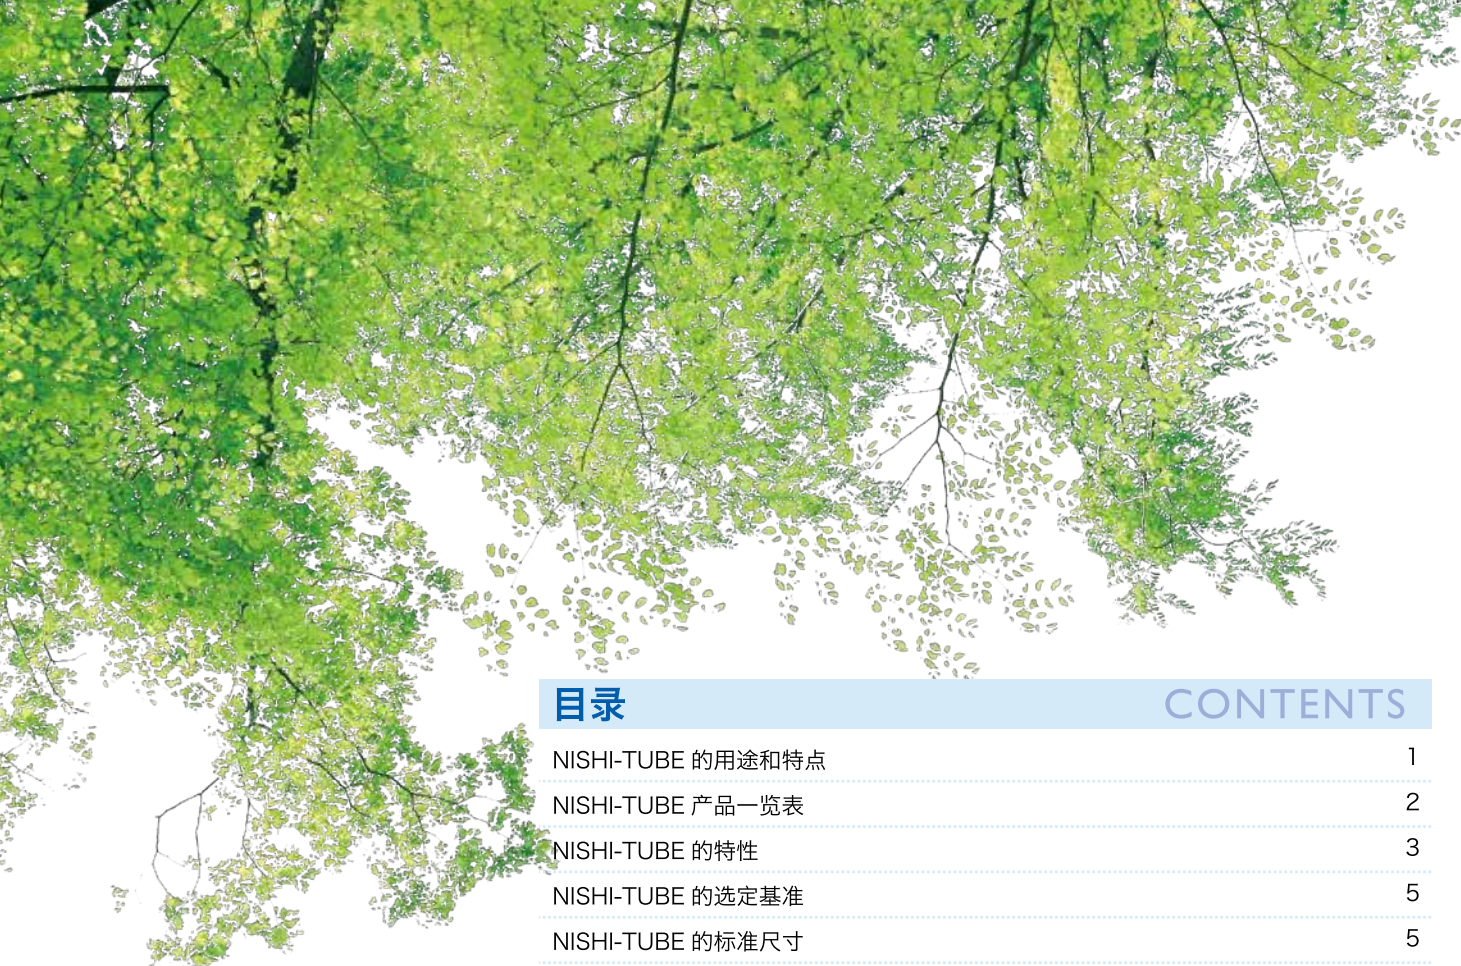 目录 CONTENTS
NISHI-TUBE 的用途和特点 1
NISHI-TUBE 产品一览表 2
NISHI-TUBE 的特性 3
NISHI-TUBE 的选定基准 5
NISHI-TUBE 的标准尺寸 5